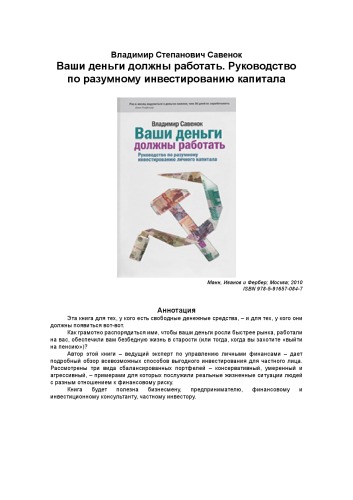 Владимир Степанович Савенок
Ваши деньги должны работать. Руководство
по разумному инвестированию капитала
Владимир Савенок
Ваши деньги
должны работать
Руководство по разумному
инвестированию личного капитала
Манн, Иванов и Фербер; Москва; 2010
ISBN 978-5-91657-084-7
Аннотация
Эта книга для тех, у кого есть свободные денежные средства, – и для тех, у кого они
должны появиться вот-вот.
Как грамотно распорядиться ими, чтобы ваши деньги росли быстрее рынка, работали
на вас, обеспечили вам безбедную жизнь в старости (или тогда, когда вы захотите «выйти
на пенсию»)?
Автор этой книги – ведущий эксперт по управлению личными финансами – дает
подробный обзор всевозможных способов выгодного инвестирования для частного лица.
Рассмотрены три вида сбалансированных портфелей – консервативный, умеренный и
агрессивный, – примерами для которых послужили реальные жизненные ситуации людей
с разным отношением к финансовому риску.
Книга будет полезна бизнесмену, предпринимателю, финансовому и
инвестиционному консультанту, частному инвестору.